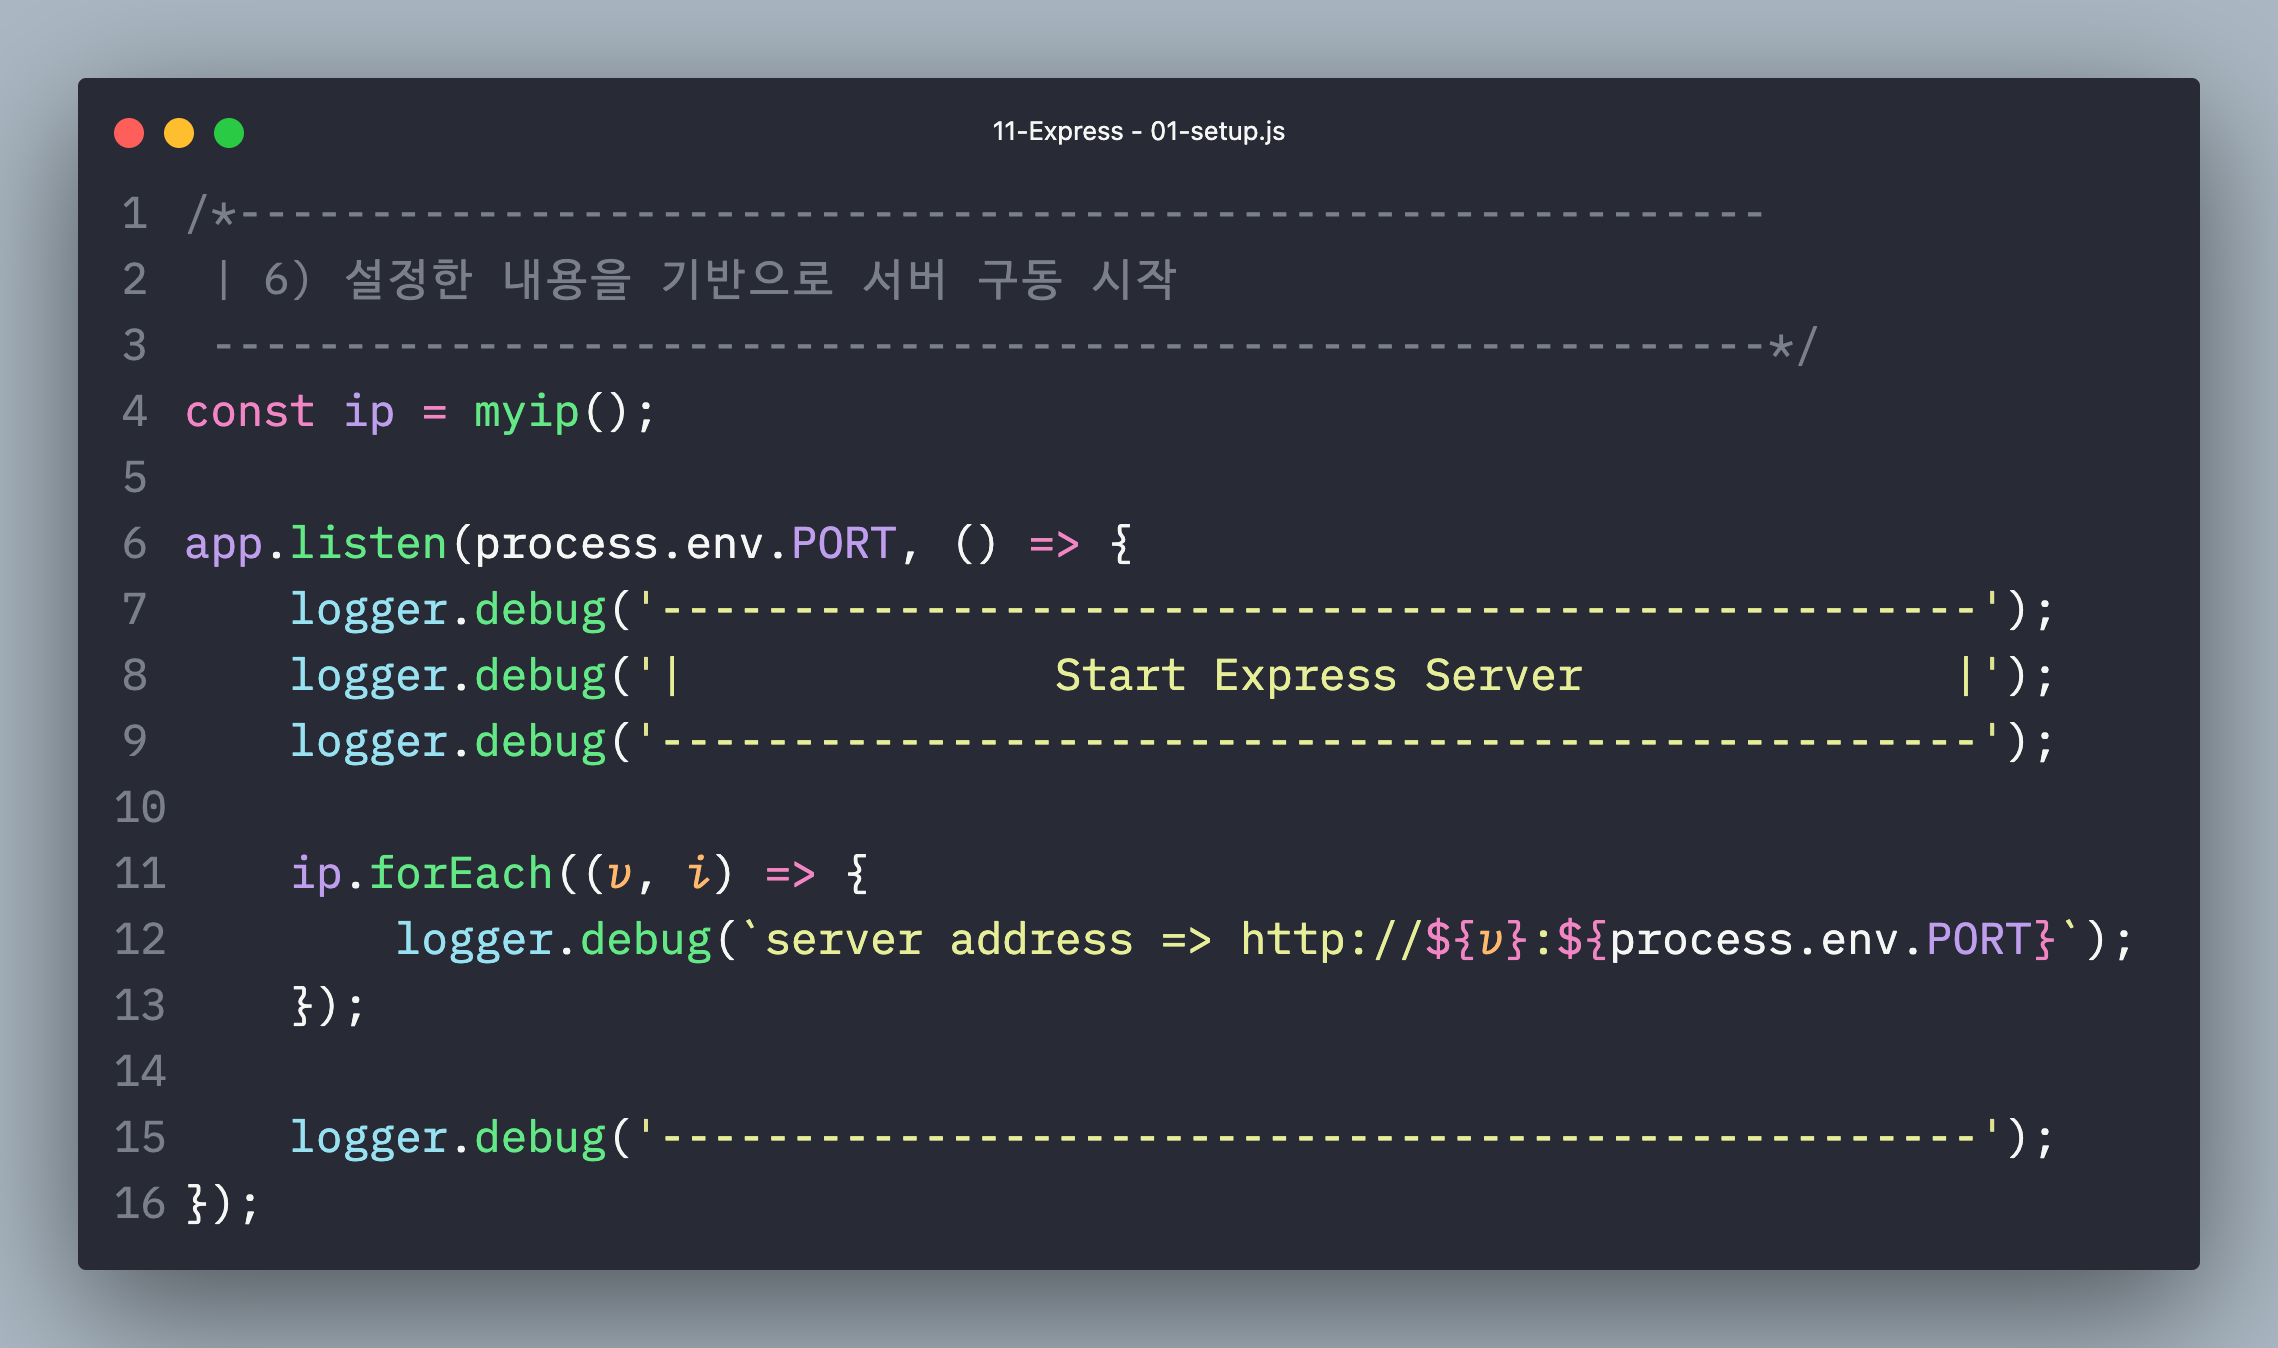 11-Express - 01-setup.js
1 /*----------------------------------------------------------
2  | 6) 설정한 내용을 기반으로 서버 구동 시작
3  -----------------------------------------------------------*/
4 const ip = myip();
5
6 app.listen(process.env.PORT, () => {
7     logger.debug('--------------------------------------------------');
8     logger.debug('|              Start Express Server              |');
9     logger.debug('--------------------------------------------------');
10
11     ip.forEach((v, i) => {
12         logger.debug(`server address => http://${v}:${process.env.PORT}`);
13     });
14
15     logger.debug('--------------------------------------------------');
16 });